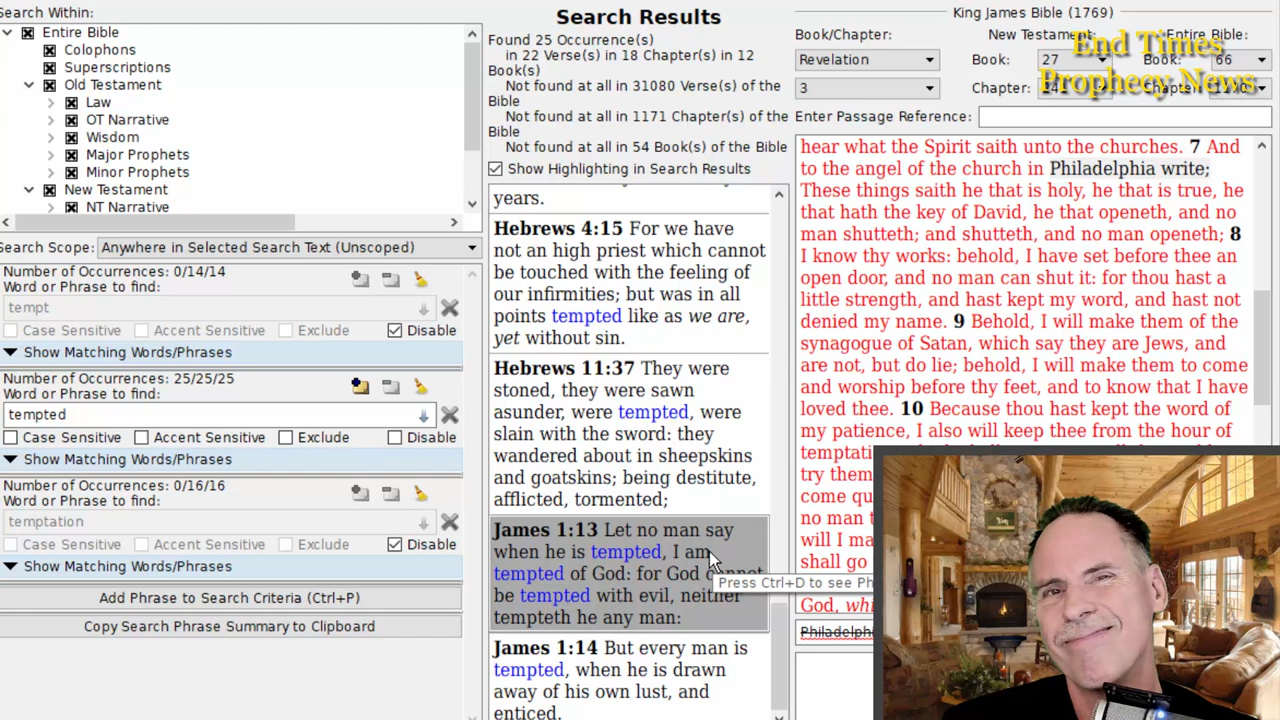 Search Within:
Entire Bible
Colophons
Superscriptions
Old Testament
Law
OT Narrative
Wisdom
Major Prophets
Minor Prophets
New Testament
NT Narrative
Search Scope: Anywhere in Selected Search Text (Unscoped)
Number of Occurrences: 0/14/14
Word or Phrase to find:
tempt
Case Sensitive Accent Sensitive Exclude Disable
Show Matching Words/Phrases
Number of Occurrences: 25/25/25
Word or Phrase to find:
tempted
Case Sensitive Accent Sensitive Exclude Disable
Show Matching Words/Phrases
Number of Occurrences: 0/16/16
Word or Phrase to find:
temptation
Case Sensitive Accent Sensitive Exclude Disable
Show Matching Words/Phrases
Add Phrase to Search Criteria (Ctrl+P)
Copy Search Phrase Summary to Clipboard
Search Results
Found 25 Occurrence(s)
in 22 Verse(s) in 18 Chapter(s) in 12
Book(s)
Not found at all in 31080 Verse(s) of the
Bible
Not found at all in 1171 Chapter(s) of the
Bible
Not found at all in 54 Book(s) of the Bible
Show Highlighting in Search Results
years.
Hebrews 4:15 For we have
not an high priest which cannot
be touched with the feeling of
our infirmities; but was in all
points tempted like as we are,
yet without sin.
Hebrews 11:37 They were
stoned, they were sawn
asunder, were tempted, were
slain with the sword: they
wandered about in sheepskins
and goatskins; being destitute,
afflicted, tormented;
James 1:13 Let no man say
when he is tempted, I am
tempted of God: for God cannot
be tempted with evil, neither
tempteth he any man:
James 1:14 But every man is
tempted, when he is drawn
away of his own lust, and
enticed.
Press Ctrl+D to see Ph
King James Bible (1769)
Book/Chapter: New Testament: Entire Bible:
Revelation Book: 27 Book: 66
3 Chapter: Chapter:
End Times
Prophecy News
Enter Passage Reference:
hear what the Spirit saith unto the churches. 7 And
to the angel of the church in Philadelphia write;
These things saith he that is holy, he that is true, he
that hath the key of David, he that openeth, and no
man shutteth; and shutteth, and no man openeth; 8
I know thy works: behold, I have set before thee an
open door, and no man can shut it: for thou hast a
little strength, and hast kept my word, and hast not
denied my name. 9 Behold, I will make them of the
synagogue of Satan, which say they are Jews, and
are not, but do lie; behold, I will make them to come
and worship before thy feet, and to know that I have
loved thee. 10 Because thou hast kept the word of
my patience, I also will keep thee from the hour of
temptati
try them
come qu
no man t
will I ma
shall go
God, whi
Philadelphi